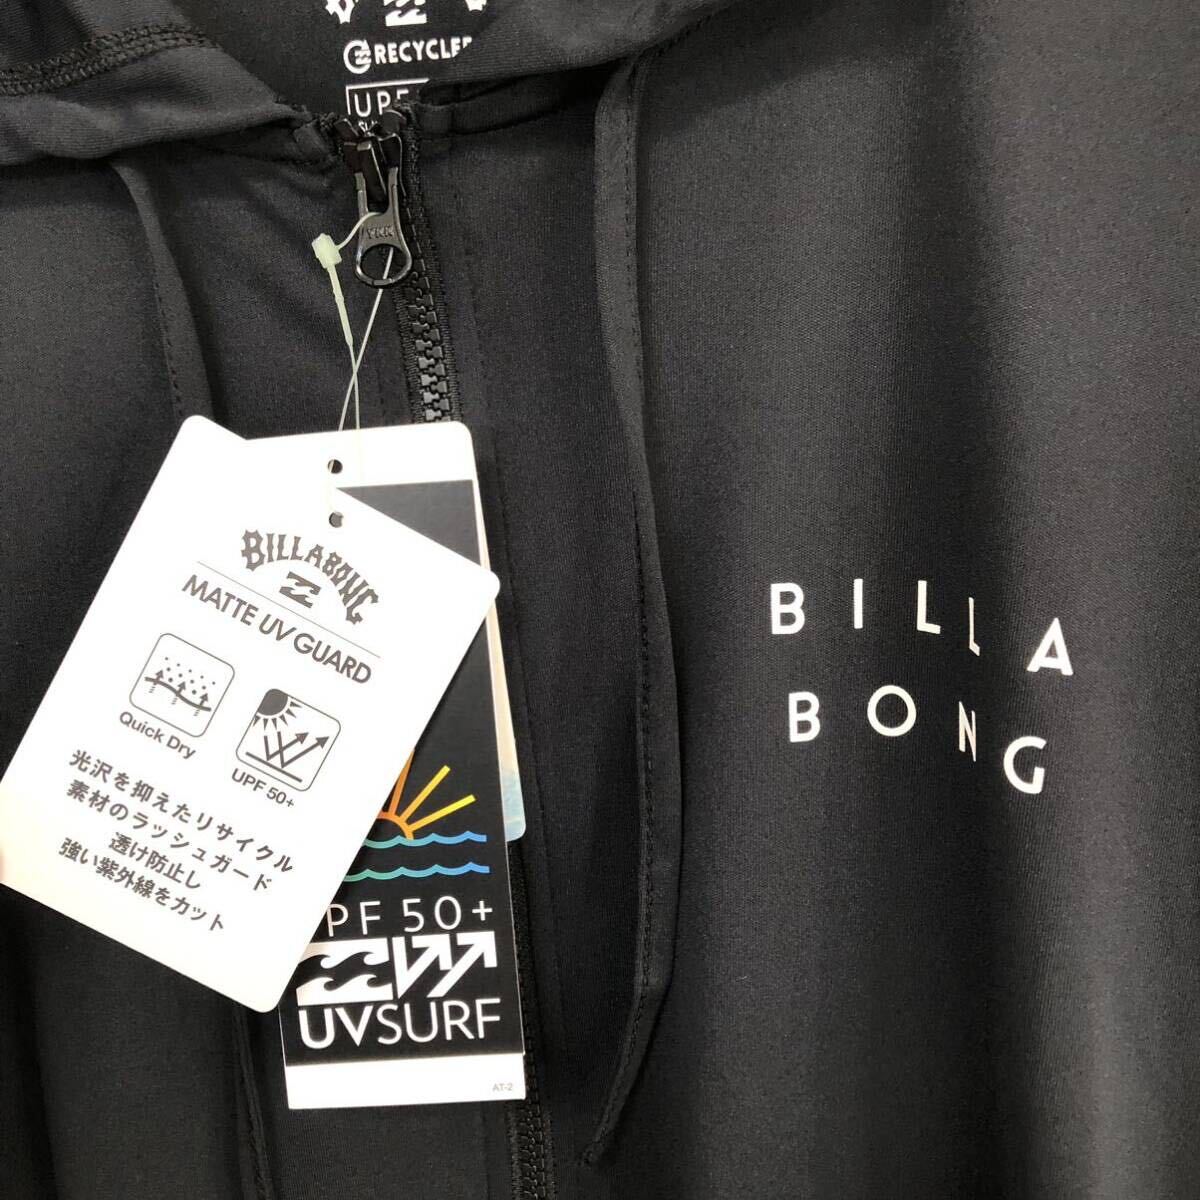 RECYCLE
UPF
YKK
BILLABONG
MATTE UV GUARD
Quick Dry
UPF 50+
光沢を抑えたリサイクル
素材のラッシュガード
透け防止し
強い紫外線をカット
PF 50+
UVSURF
AT-2
BILLA
BONG